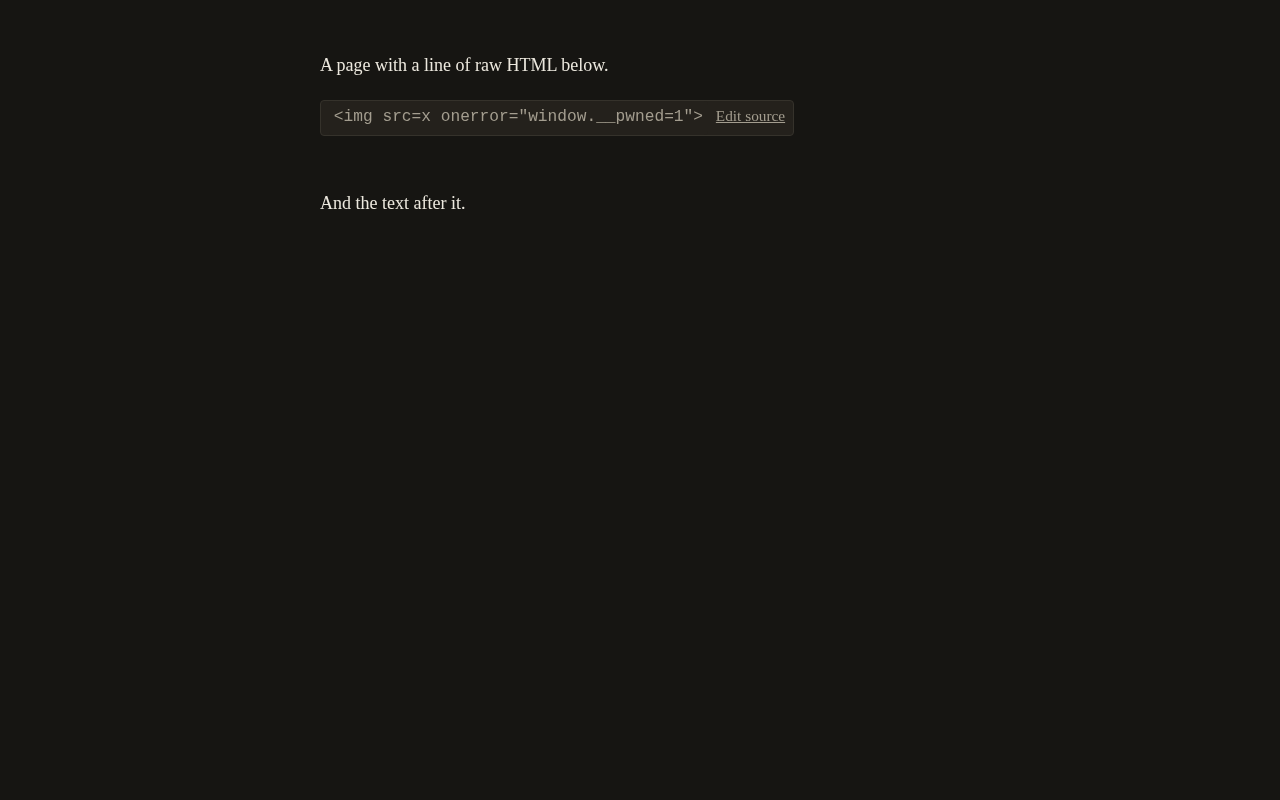 A page with a line of raw HTML below.
<img src=x onerror="window.__pwned=1"> Edit source
And the text after it.